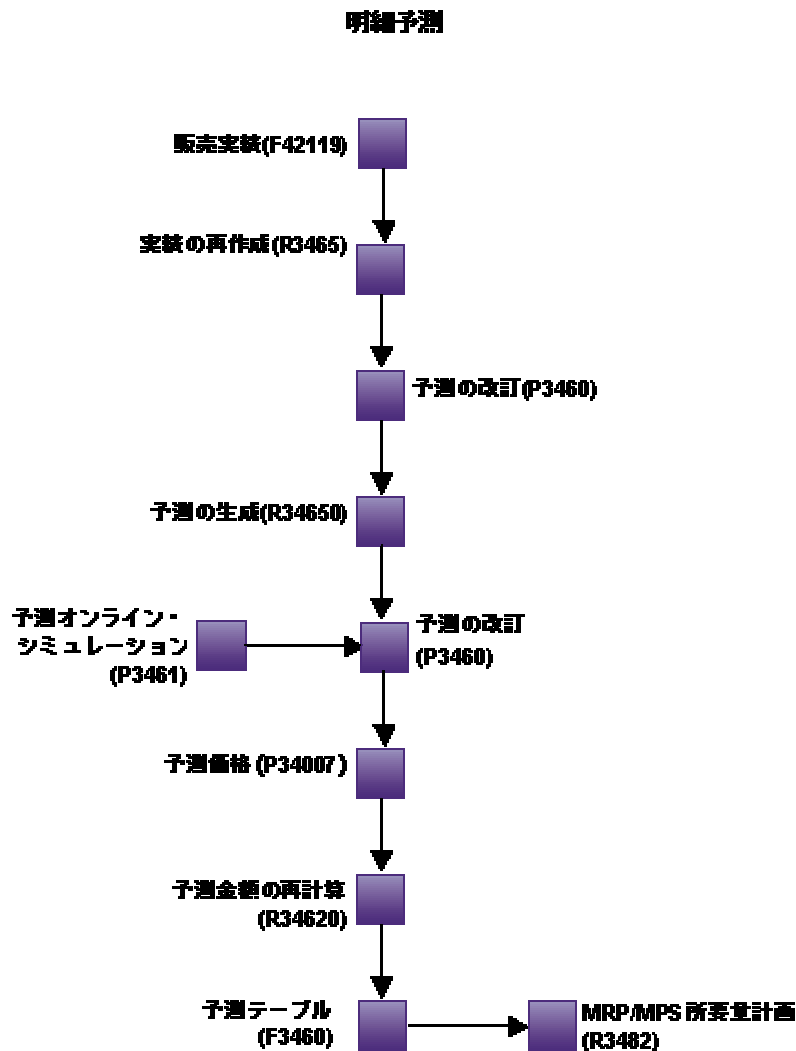 明細予測
販売実績(F42119)
実績の再作成(R3465)
予測の改訂(P3460)
予測の生成(R34650)
予測オンライン・
シミュレーション
(P3461)
予測の改訂
(P3460)
予測価格 (P34007)
予測金額の再計算
(R34620)
予測テーブル
(F3460)
MRP/MPS 所要量計画
(R3482)